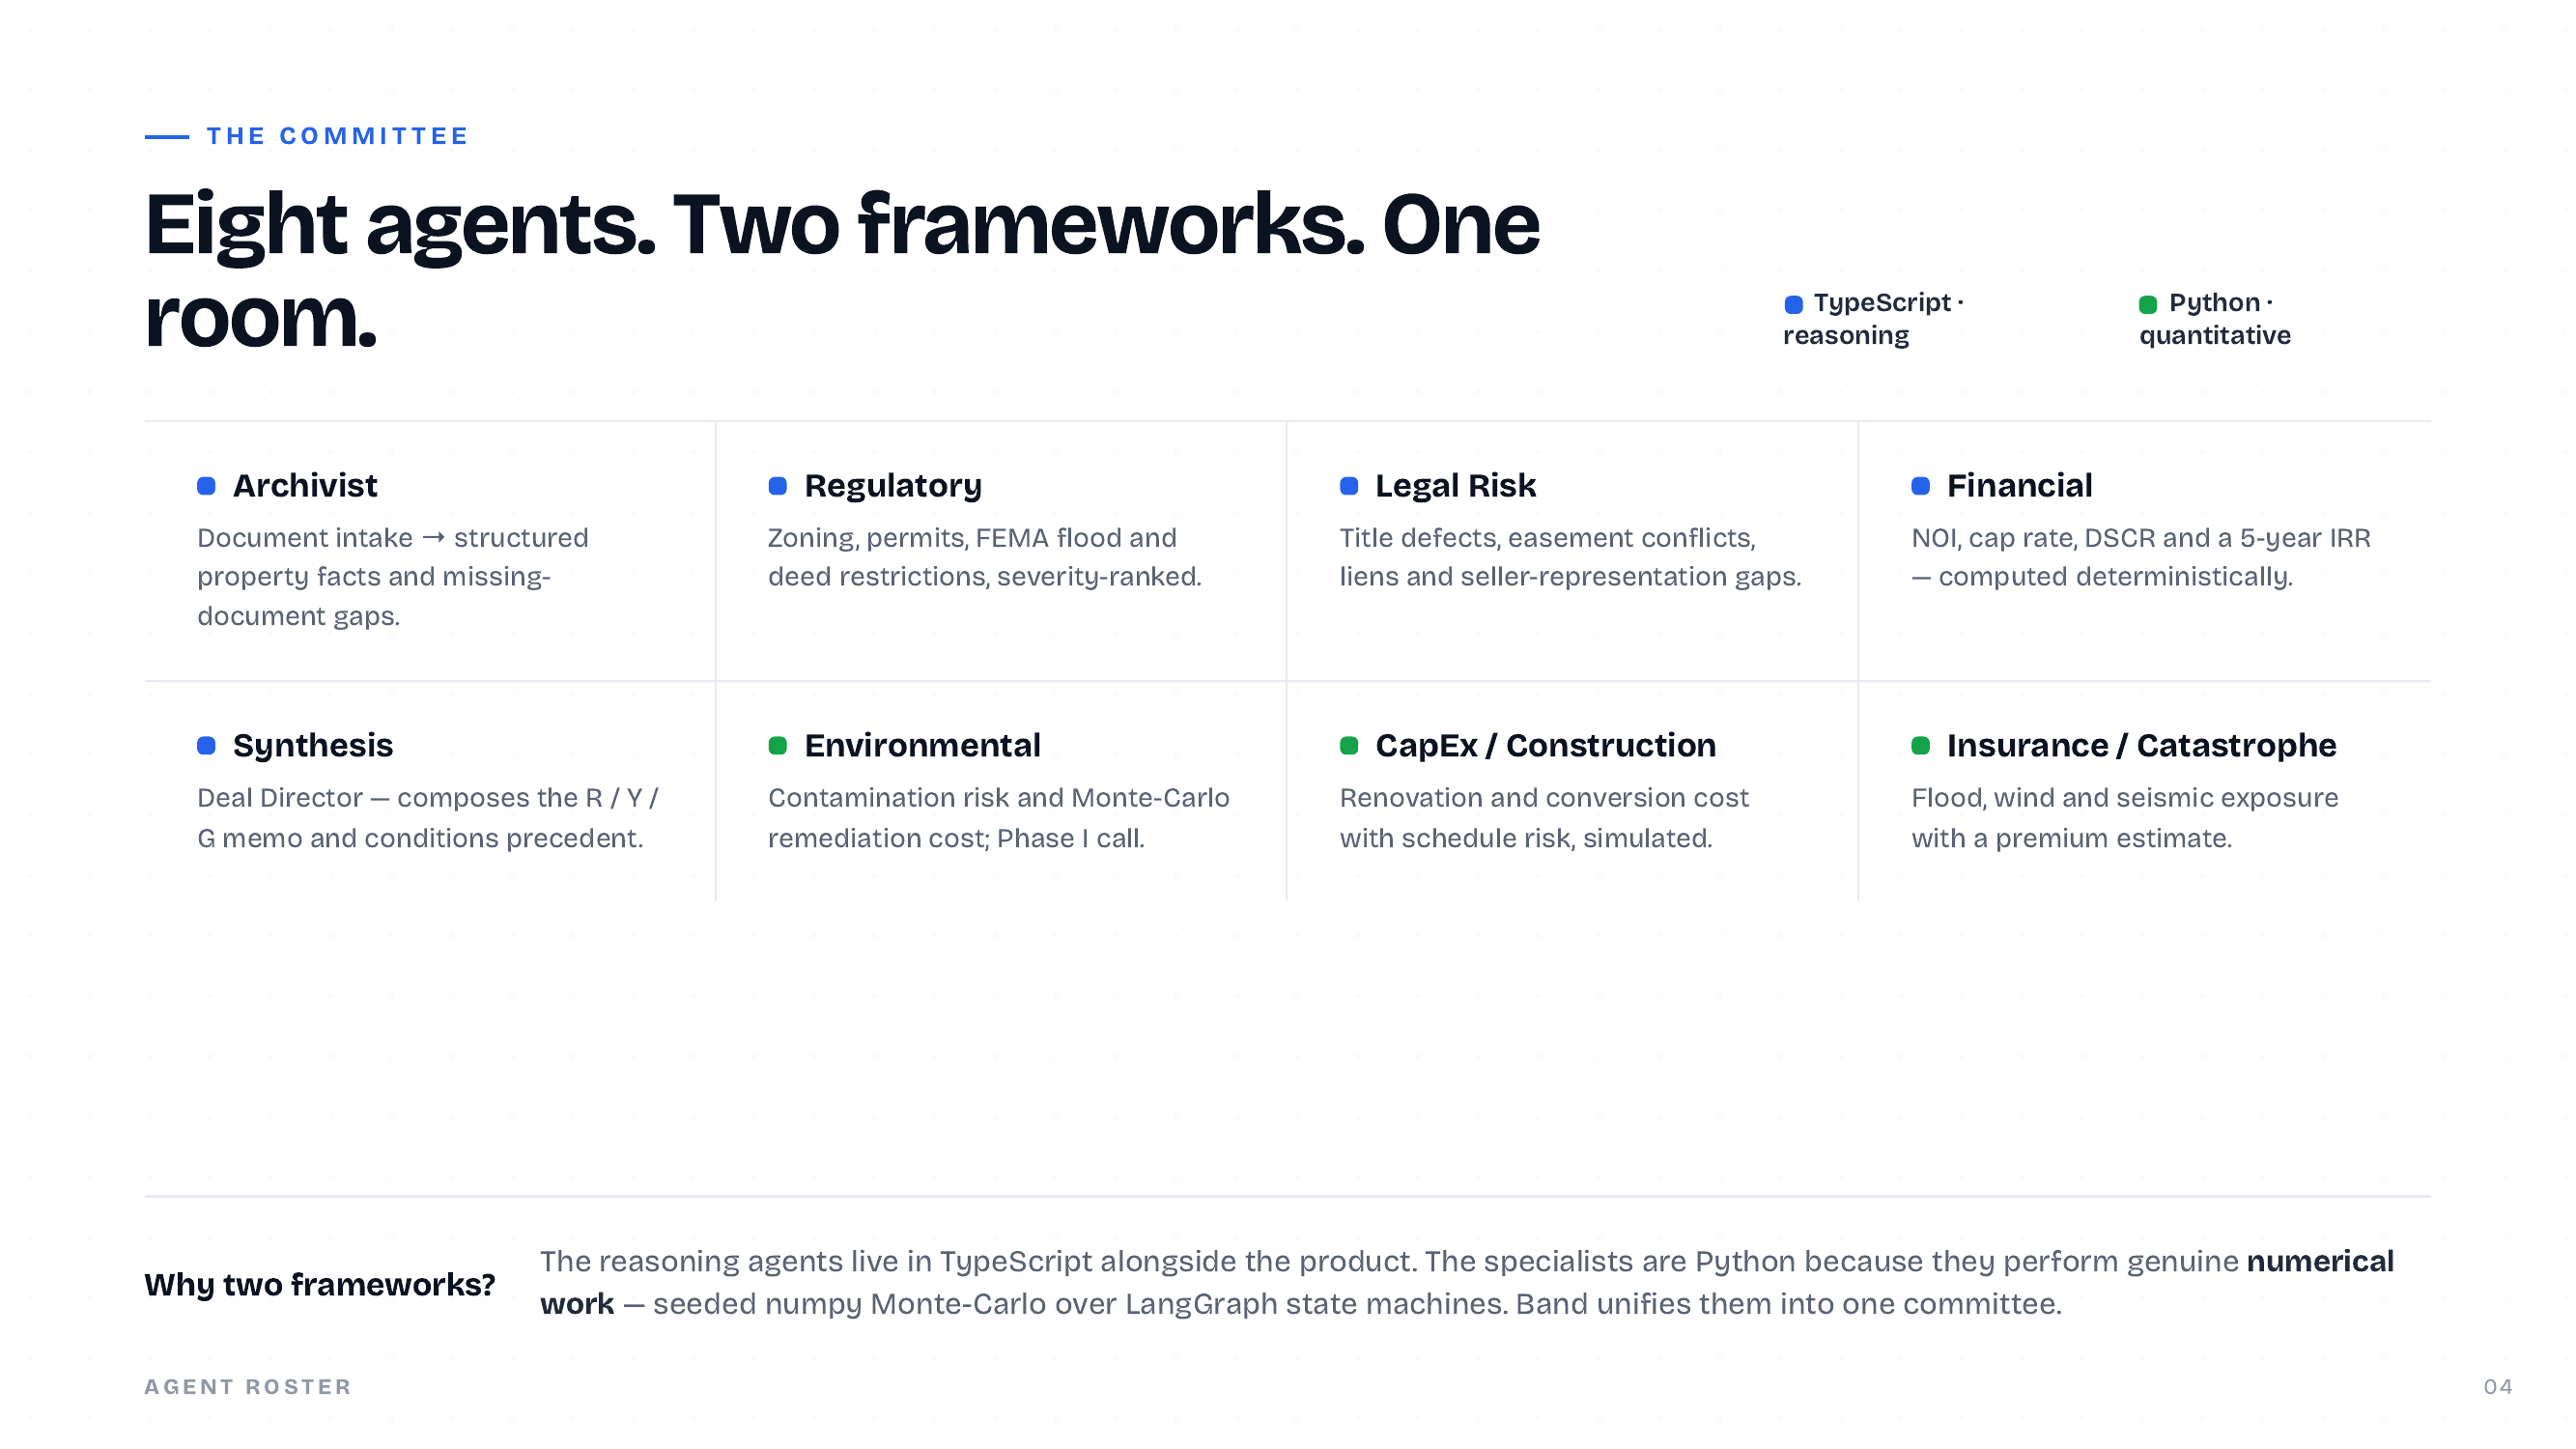 THE COMMITTEE
Eight agents. Two frameworks. One
room.
TypeScript ·
reasoning
Python ·
quantitative
Archivist
Document intake → structured
property facts and missing-
document gaps.
Regulatory
Zoning, permits, FEMA flood and
deed restrictions, severity-ranked.
Legal Risk
Title defects, easement conflicts,
liens and seller-representation gaps.
Financial
NOI, cap rate, DSCR and a 5-year IRR
— computed deterministically.
Synthesis
Deal Director — composes the R / Y /
G memo and conditions precedent.
Environmental
Contamination risk and Monte-Carlo
remediation cost; Phase I call.
CapEx / Construction
Renovation and conversion cost
with schedule risk, simulated.
Insurance / Catastrophe
Flood, wind and seismic exposure
with a premium estimate.
Why two frameworks?
The reasoning agents live in TypeScript alongside the product. The specialists are Python because they perform genuine numerical
work — seeded numpy Monte-Carlo over LangGraph state machines. Band unifies them into one committee.
AGENT ROSTER
04